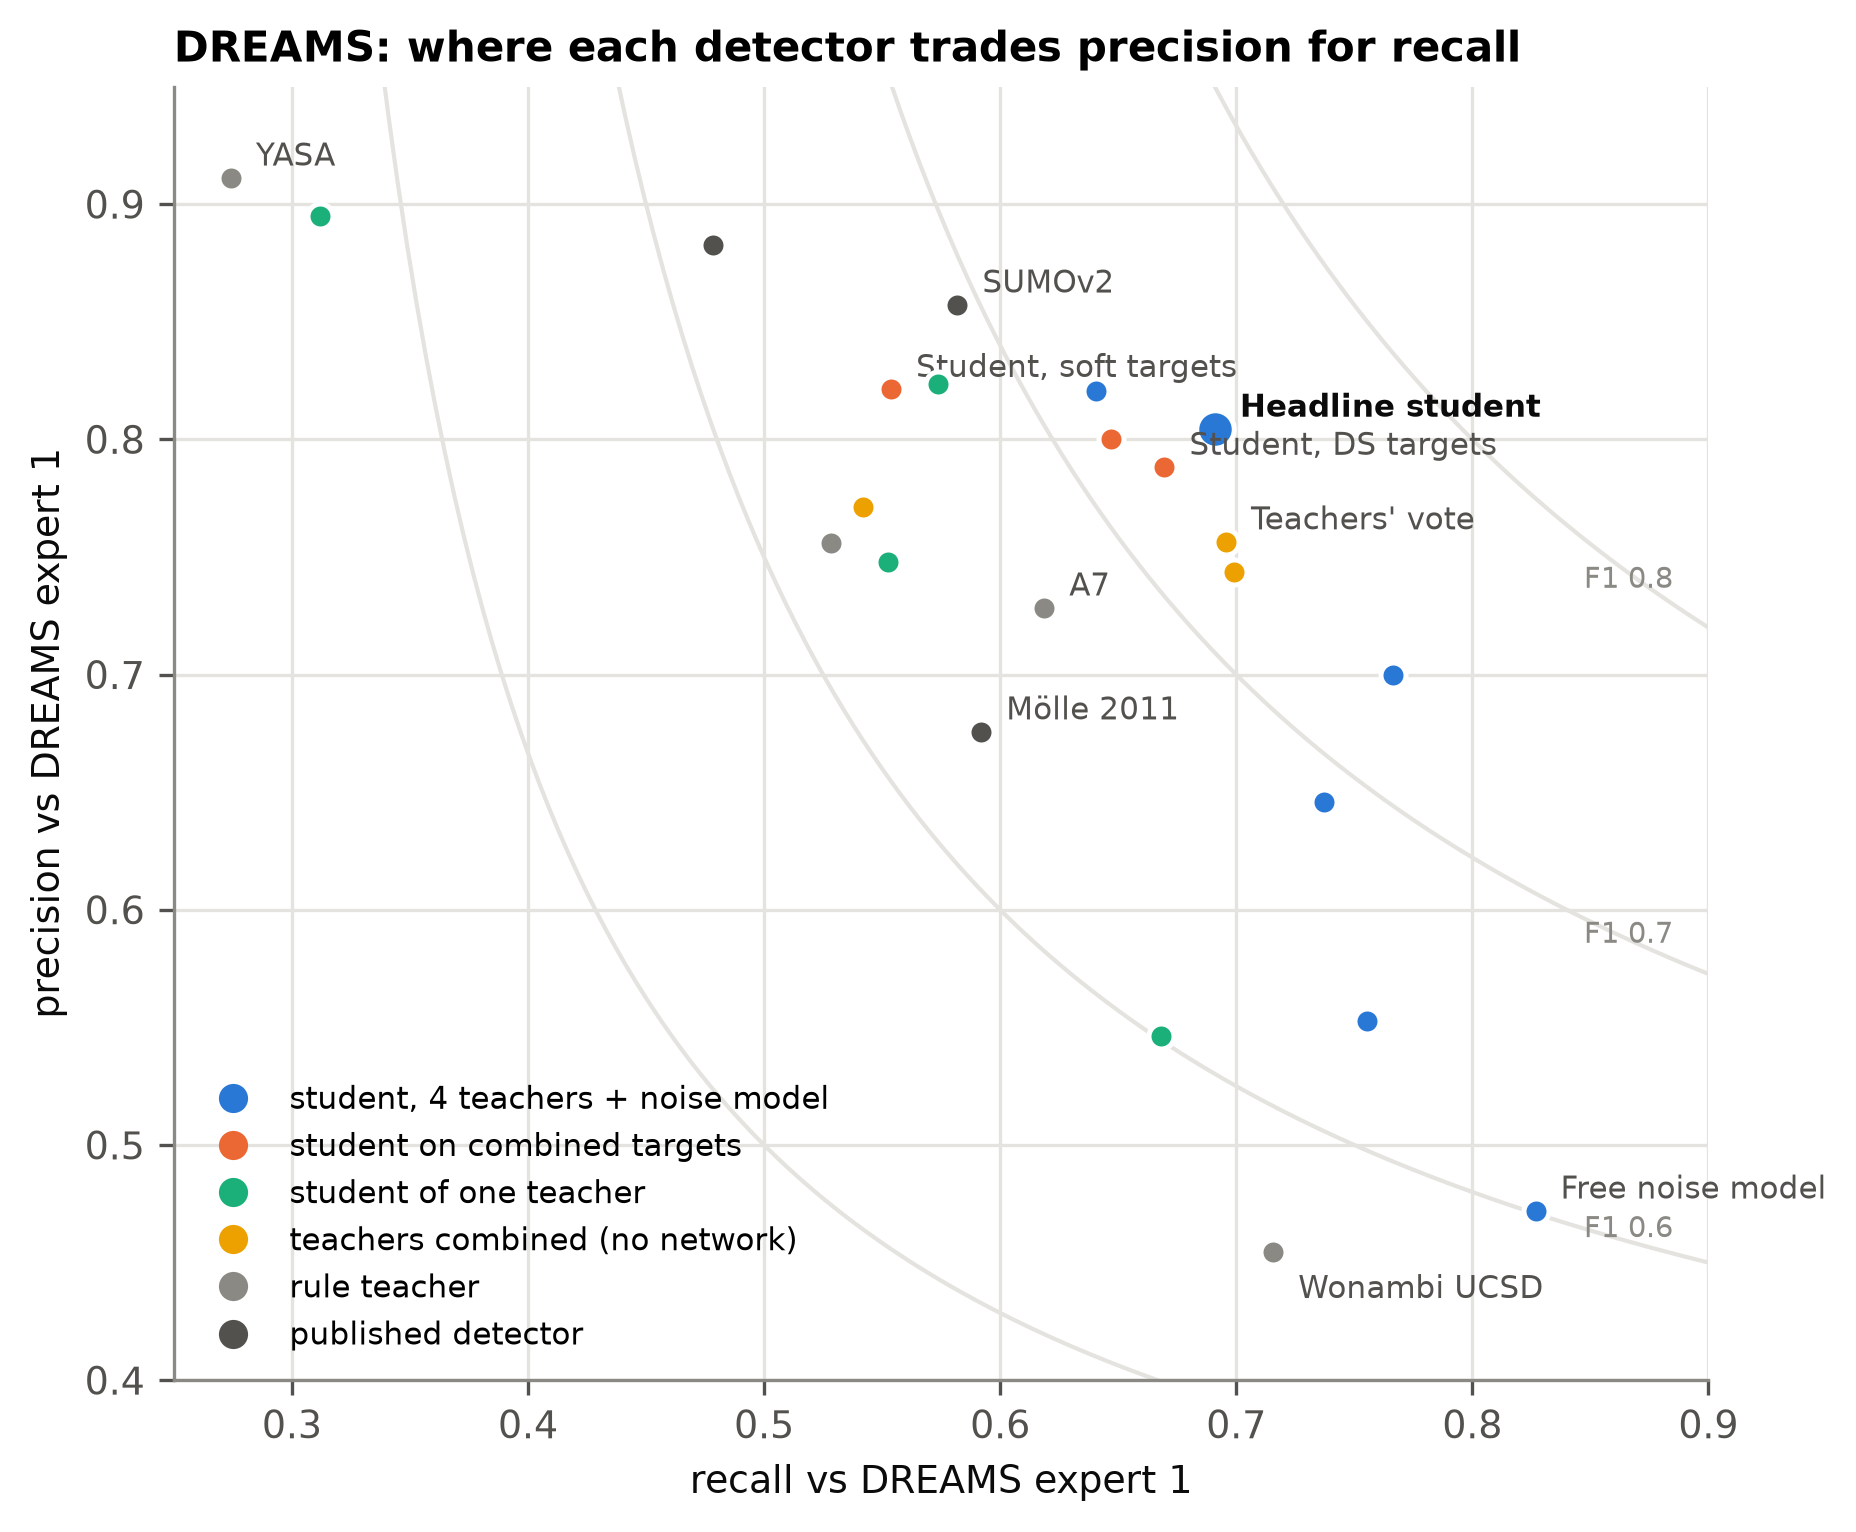 DREAMS: where each detector trades precision for recall
YASA
SUMOv2
Student, soft targets
Headline student
Student, DS targets
Teachers' vote
F1 0.8
A7
Mölle 2011
F1 0.7
Free noise model
F1 0.6
Wonambi UCSD
student, 4 teachers + noise model
student on combined targets
student of one teacher
teachers combined (no network)
rule teacher
published detector
precision vs DREAMS expert 1
0.9
0.8
0.7
0.6
0.5
0.4
0.3
0.4
0.5
0.6
0.7
0.8
0.9
recall vs DREAMS expert 1